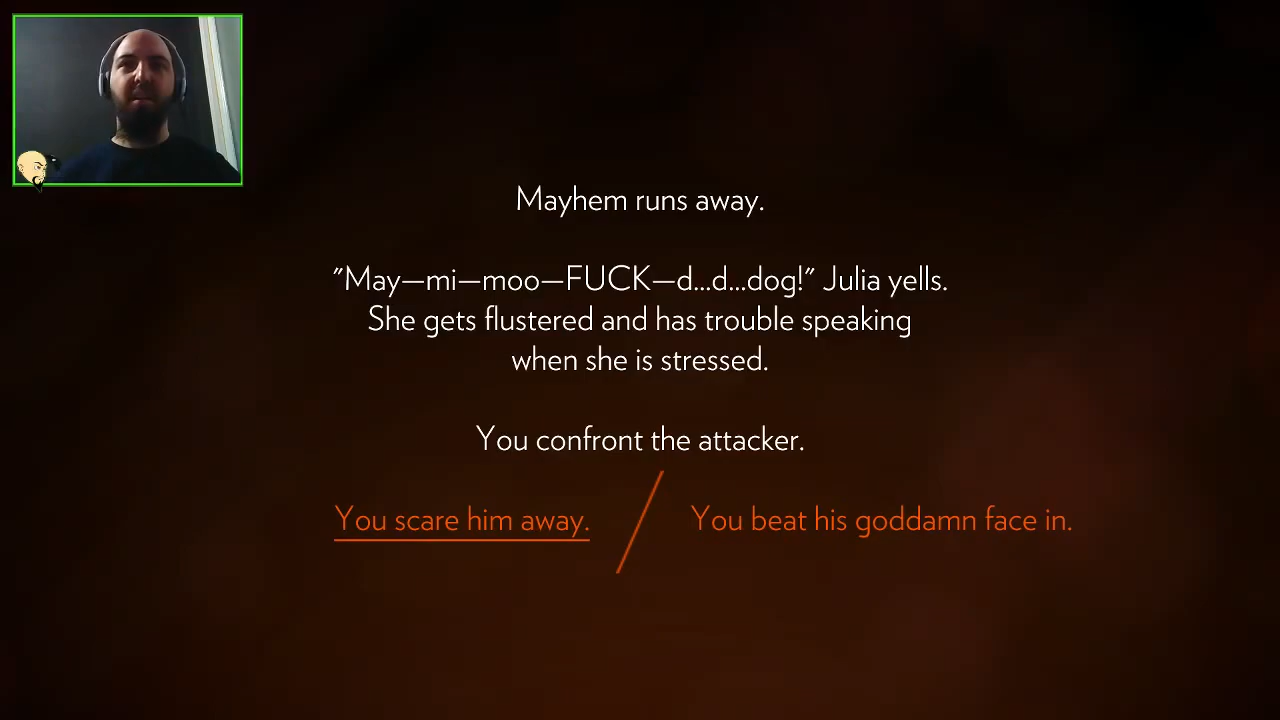 Mayhem runs away.
"May—mi—moo—FUCK—d...d...dog!" Julia yells.
She gets flustered and has trouble speaking
when she is stressed.
You confront the attacker.
You scare him away. / You beat his goddamn face in.